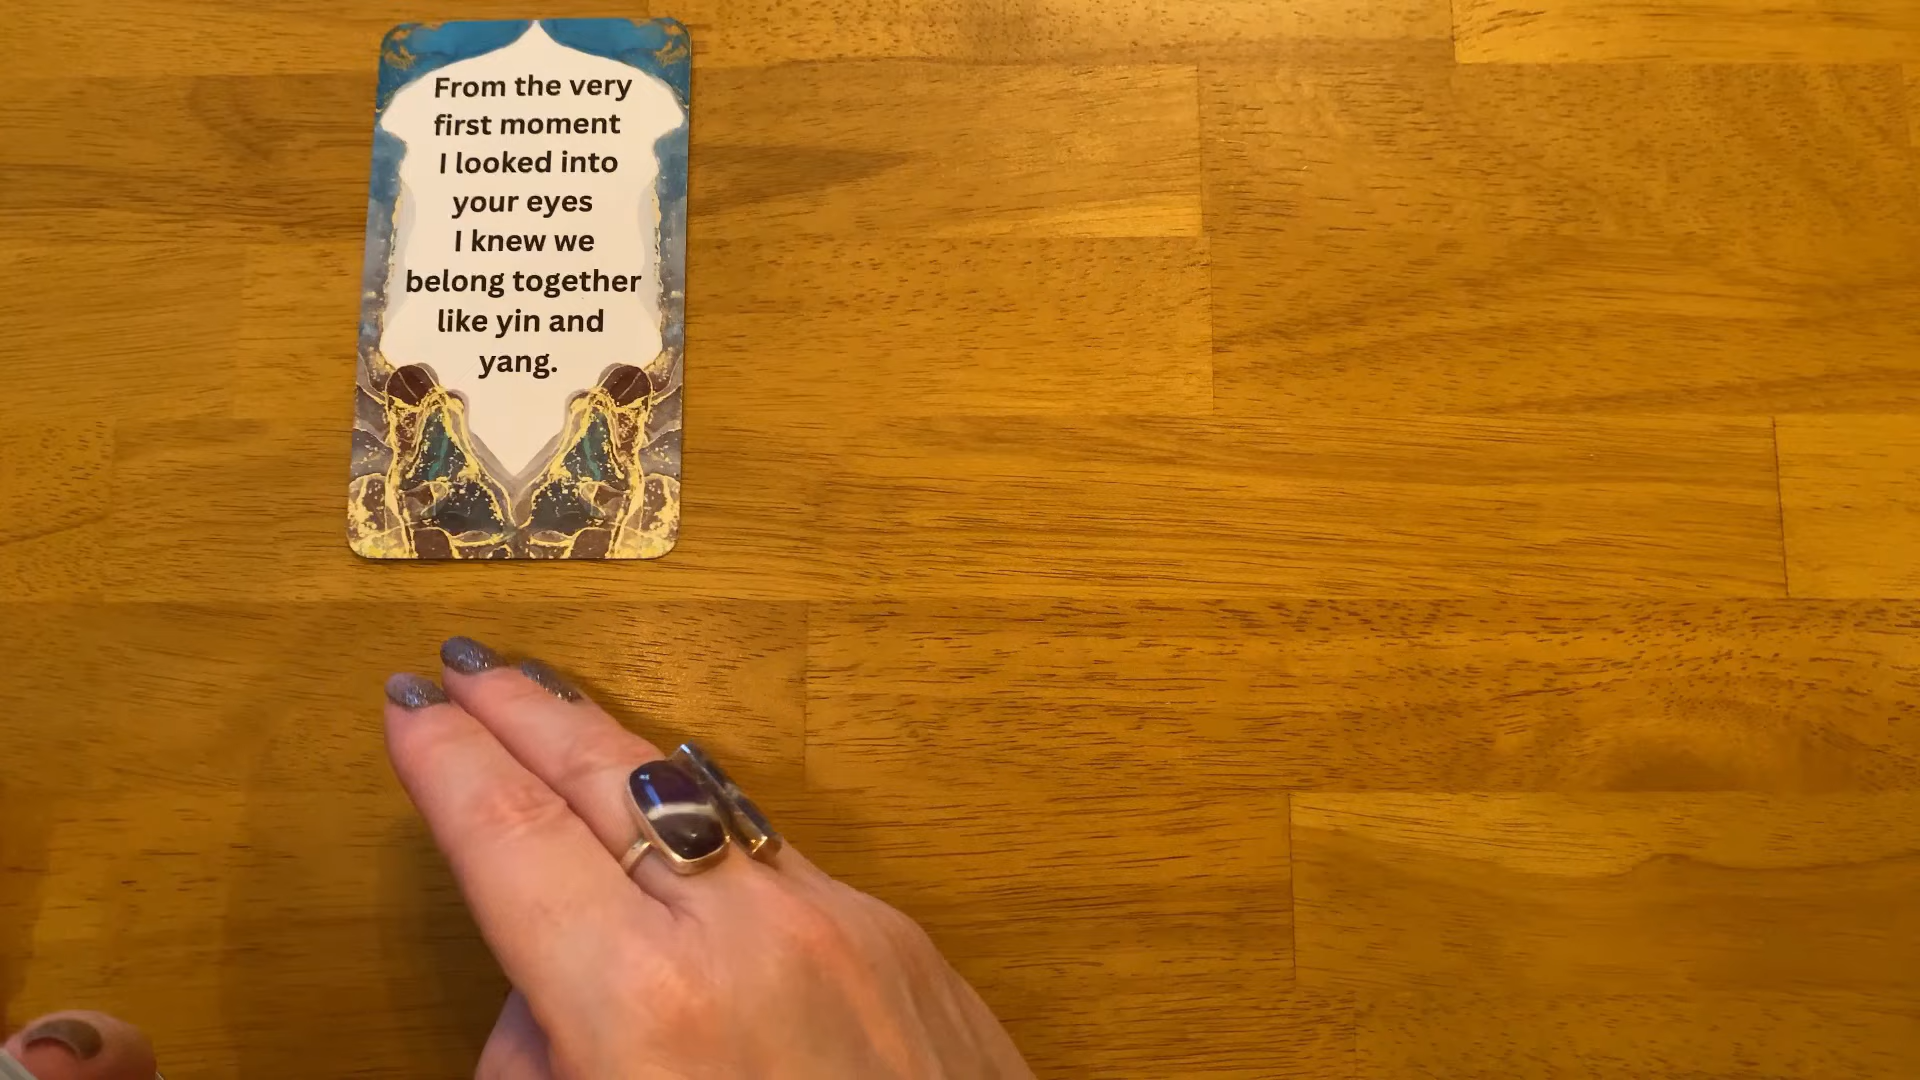 From the very
first moment
I looked into
your eyes
I knew we
belong together
like yin and
yang.